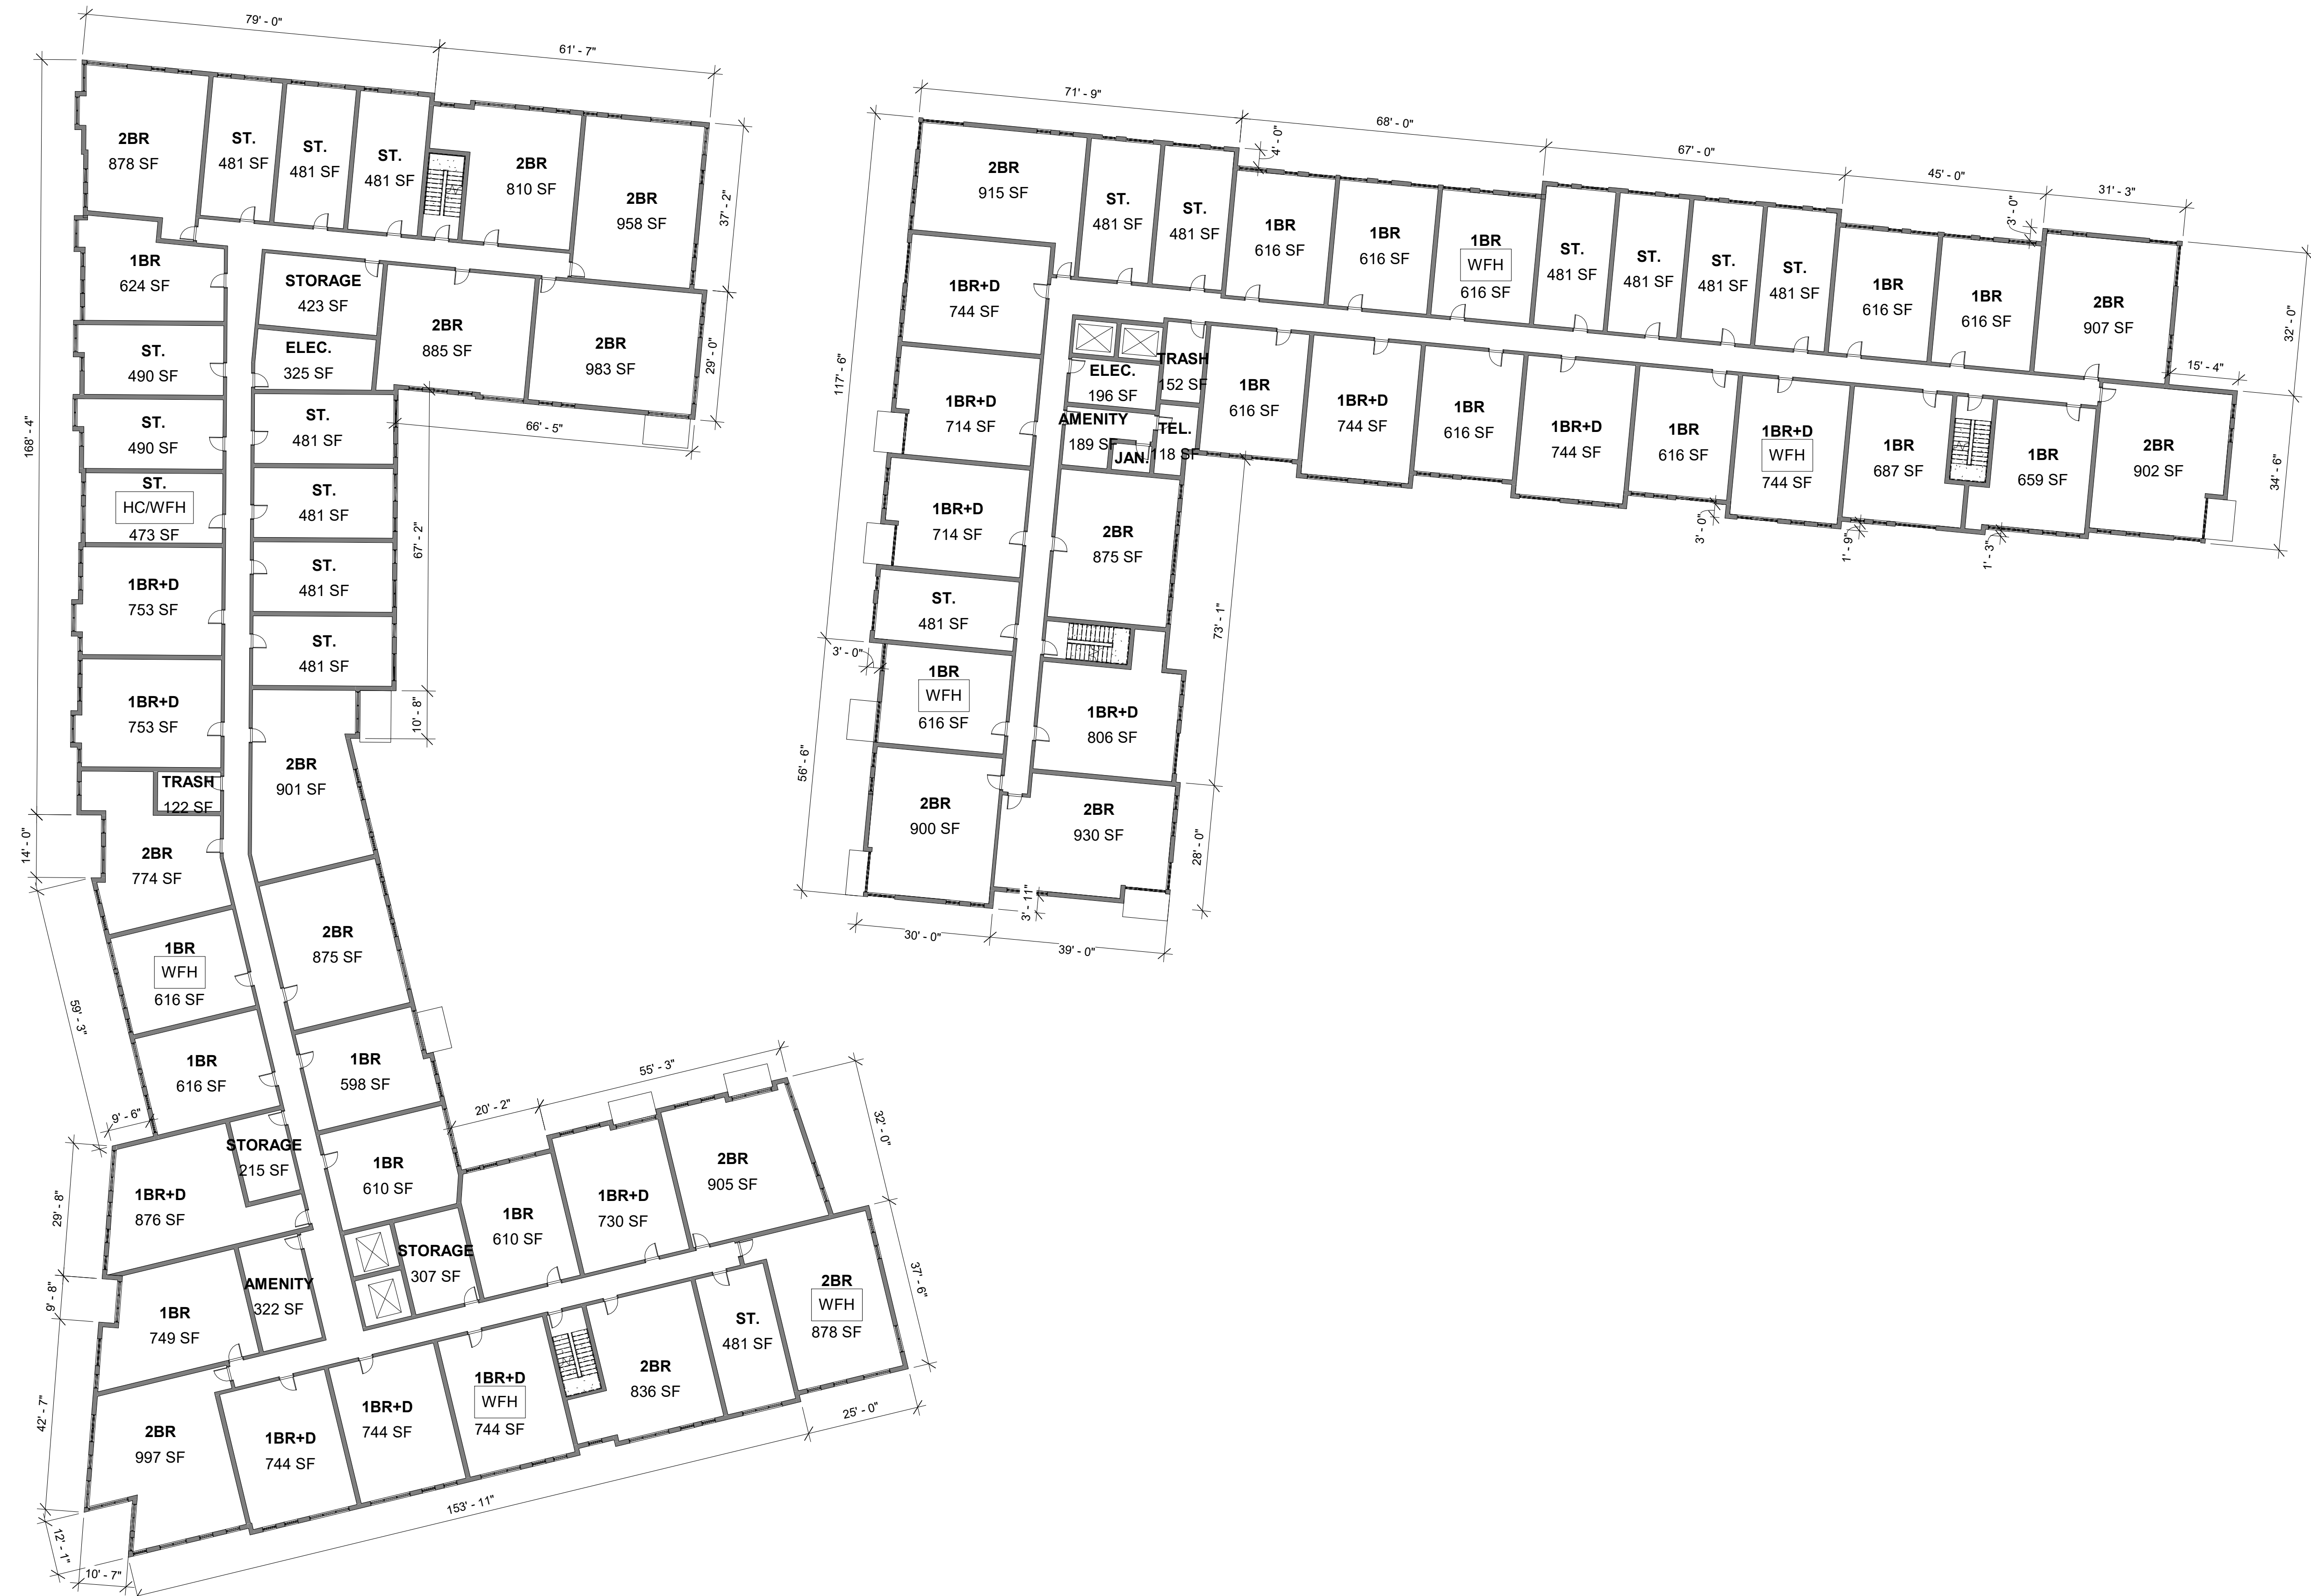 79' - 0"
61' - 7"
2BR
878 SF
ST.
481 SF
ST.
481 SF
ST.
481 SF
2BR
810 SF
2BR
958 SF
37' - 2"
1BR
624 SF
STORAGE
423 SF
2BR
885 SF
2BR
983 SF
29' - 0"
ELEC.
325 SF
ST.
490 SF
168' - 4"
ST.
490 SF
ST.
481 SF
66' - 5"
ST.
HC/WFH
473 SF
ST.
481 SF
67' - 2"
1BR+D
753 SF
ST.
481 SF
1BR+D
753 SF
ST.
481 SF
10' - 8"
TRASH
122 SF
2BR
901 SF
14' - 0"
2BR
774 SF
1BR
WFH
616 SF
2BR
875 SF
59' - 3"
1BR
616 SF
1BR
598 SF
9' - 6"
20' - 2"
55' - 3"
32' - 0"
STORAGE
215 SF
1BR
610 SF
1BR+D
876 SF
29' - 8"
1BR
610 SF
1BR+D
730 SF
2BR
905 SF
STORAGE
307 SF
AMENITY
322 SF
9' - 8"
1BR
749 SF
2BR
WFH
878 SF
37' - 6"
ST.
481 SF
2BR
836 SF
1BR+D
WFH
744 SF
1BR+D
744 SF
1BR+D
744 SF
2BR
997 SF
42' - 7"
25' - 0"
153' - 11"
12' - 1"
10' - 7"
71' - 9"
68' - 0"
67' - 0"
45' - 0"
31' - 3"
4' - 0"
3' - 0"
2BR
915 SF
ST.
481 SF
ST.
481 SF
1BR
616 SF
1BR
616 SF
1BR
WFH
616 SF
ST.
481 SF
ST.
481 SF
ST.
481 SF
ST.
481 SF
1BR
616 SF
1BR
616 SF
2BR
907 SF
32' - 0"
15' - 4"
1BR+D
744 SF
117' - 6"
TRASH
152 SF
ELEC.
196 SF
AMENITY
189 SF
TEL.
118 SF
JAN.
1BR
616 SF
1BR+D
744 SF
1BR
616 SF
1BR+D
744 SF
1BR
616 SF
1BR+D
WFH
744 SF
1BR
687 SF
1BR
659 SF
2BR
902 SF
34' - 6"
3' - 0"
1' - 9"
1' - 3"
1BR+D
714 SF
1BR+D
714 SF
2BR
875 SF
ST.
481 SF
73' - 1"
3' - 0"
1BR
WFH
616 SF
1BR+D
806 SF
56' - 6"
2BR
900 SF
2BR
930 SF
28' - 0"
3' - 11"
30' - 0"
39' - 0"